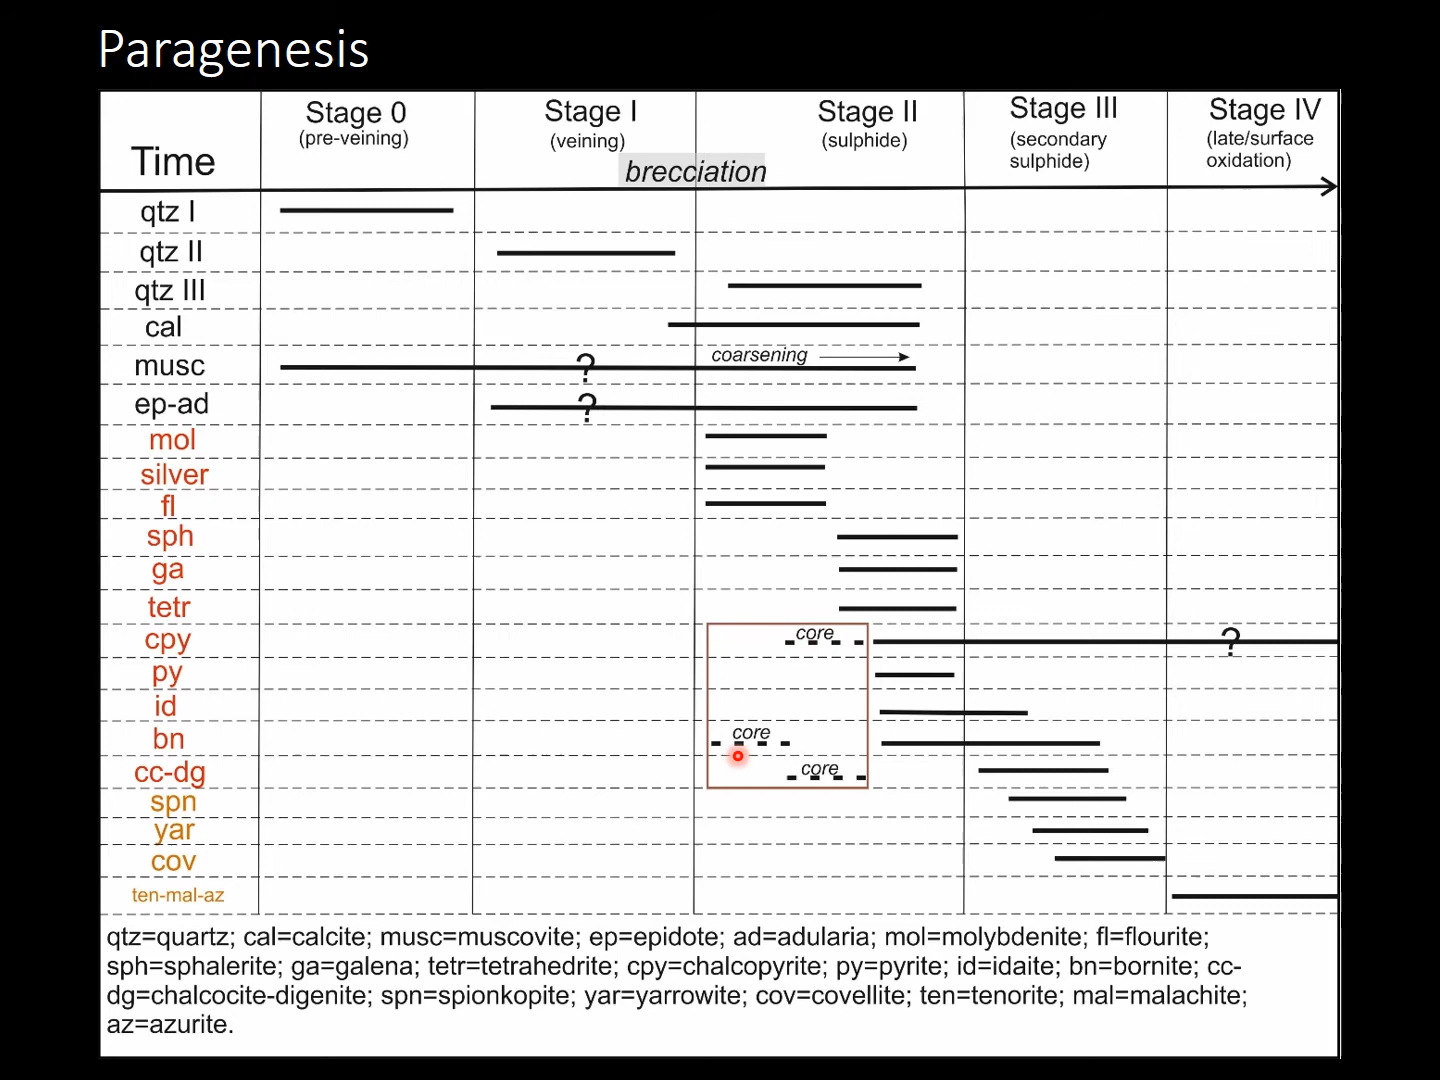 Paragenesis
Time
Stage 0
(pre-veining)
Stage I
(veining)
brecciation
Stage II
(sulphide)
Stage III
(secondary
sulphide)
Stage IV
(late/surface
oxidation)
qtz I
qtz II
qtz III
cal
musc ? coarsening
ep-ad ?
mol
silver
fl
sph
ga
tetr
cpy core ?
py
id
bn core
cc-dg core
spn
yar
cov
ten-mal-az
qtz=quartz; cal=calcite; musc=muscovite; ep=epidote; ad=adularia; mol=molybdenite; fl=flourite;
sph=sphalerite; ga=galena; tetr=tetrahedrite; cpy=chalcopyrite; py=pyrite; id=idaite; bn=bornite; cc-
dg=chalcocite-digenite; spn=spionkopite; yar=yarrowite; cov=covellite; ten=tenorite; mal=malachite;
az=azurite.